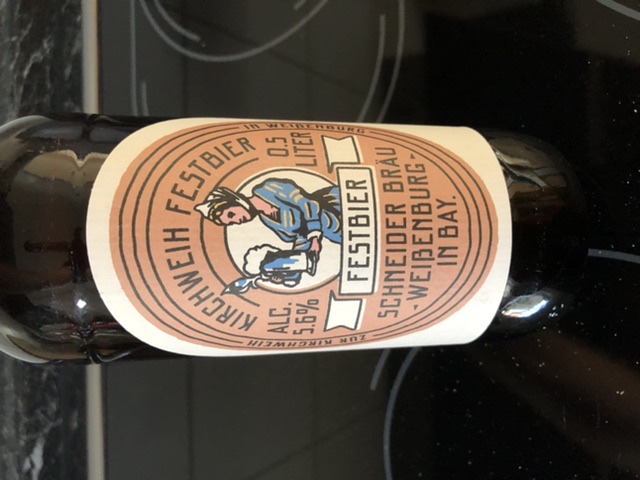 KIRCHWEIH FESTBIER
ALC.
5.6%
0.5
LITER
FESTBIER
SCHNEIDER BRÄU
-WEIßENBURG-
IN BAY.
ZUR KIRCHWEIH
IN WEIßENBURG